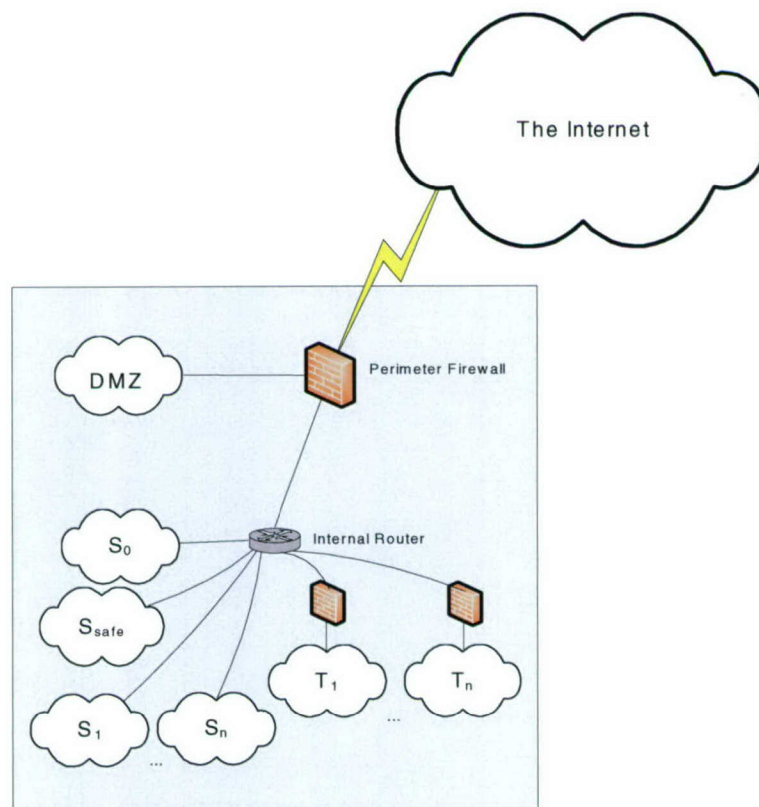 The Internet
Perimeter Firewall
DMZ
Internal Router
S₀
Ssafe
T₁
Tₙ
...
S₁
Sₙ
...